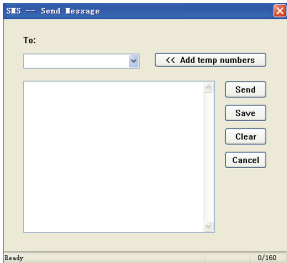 SMS -- Send Message
To:
<< Add temp numbers
Send
Save
Clear
Cancel
Ready
0/160